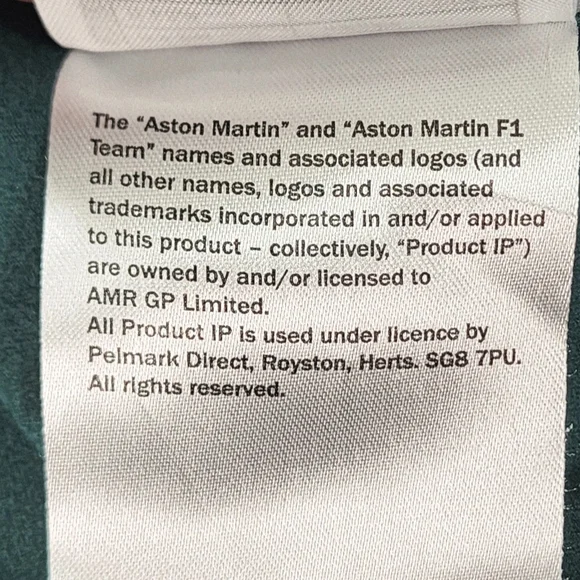 The “Aston Martin” and “Aston Martin F1
Team” names and associated logos (and
all other names, logos and associated
trademarks incorporated in and/or applied
to this product – collectively, “Product IP”)
are owned by and/or licensed to
AMR GP Limited.
All Product IP is used under licence by
Pelmark Direct, Royston, Herts. SG8 7PU.
All rights reserved.